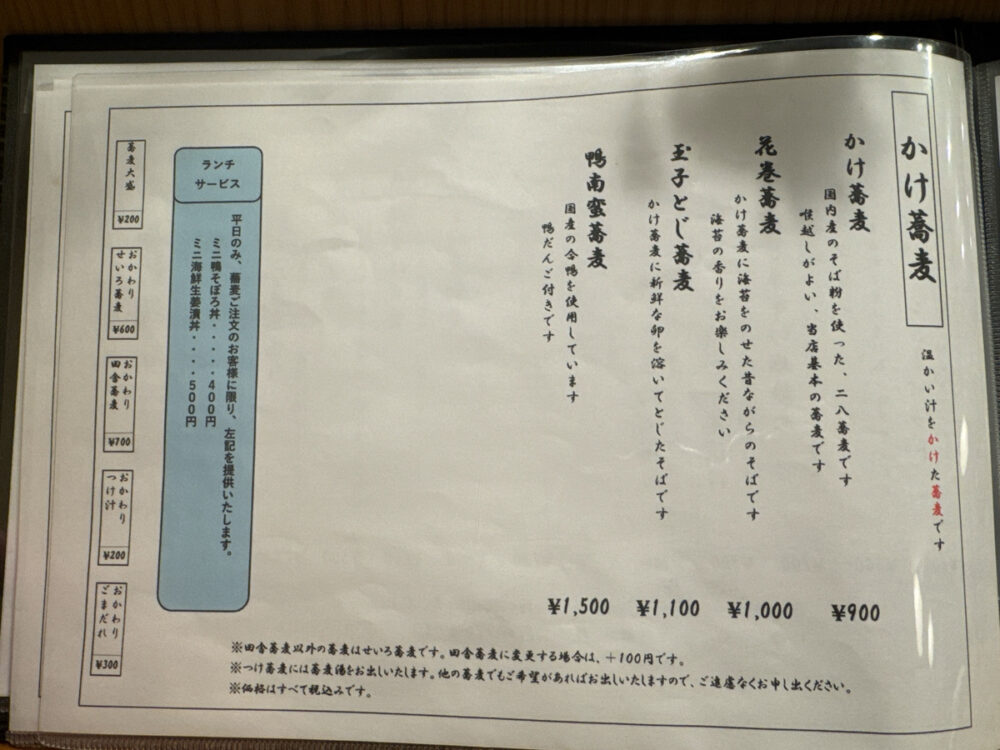 かけ蕎麦
温かい汁をかけた蕎麦です
かけ蕎麦
国内産のそば粉を使った、二八蕎麦です
喉越しがよい、当店基本の蕎麦です
¥900
花巻蕎麦
かけ蕎麦に海苔をのせた昔ながらのそばです
海苔の香りをお楽しみください
¥1,000
玉子とじ蕎麦
かけ蕎麦に新鮮な卵を溶いてとじたそばです
¥1,100
鴨南蛮蕎麦
国産の合鴨を使用しています
鴨だんご付きです
¥1,500
ランチ
サービス
平日のみ、蕎麦ご注文のお客様に限り、左記を提供いたします。
ミニ鴨そぼろ丼・・・・・400円
ミニ海鮮生姜漬丼・・・・500円
蕎麦大盛
¥200
おかわり
せいろ蕎麦
¥600
おかわり
田舎蕎麦
¥700
おかわり
つけ汁
¥200
おかわり
ごまだれ
¥300
※田舎蕎麦以外の蕎麦はせいろ蕎麦です。田舎蕎麦に変更する場合は、+100円です。
※つけ蕎麦には蕎麦湯をお出しいたします。他の蕎麦でもご希望があればお出しいたしますので、ご遠慮なくお申し出ください。
※価格はすべて税込みです。